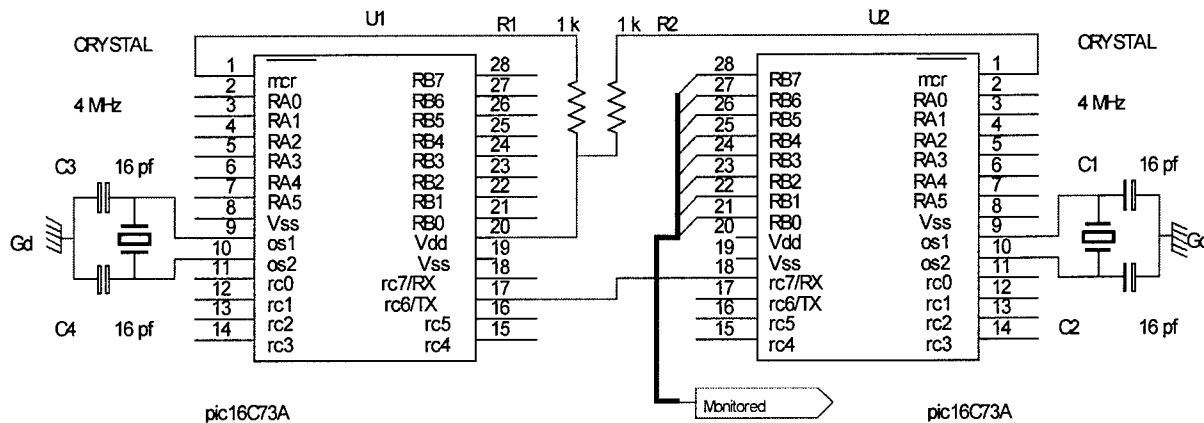 U1
R1
1 k
1 k
R2
U2
CRYSTAL
4 MHz
C3
16 pf
Gd
C4
16 pf
1
2
3
4
5
6
7
8
9
10
11
12
13
14
mcr
RA0
RA1
RA2
RA3
RA4
RA5
Vss
os1
os2
rc0
rc1
rc2
rc3
RB7
RB6
RB5
RB4
RB3
RB2
RB1
RB0
Vdd
Vss
rc7/RX
rc6/TX
rc5
rc4
28
27
26
25
24
23
22
21
20
19
18
17
16
15
pic16C73A
28
27
26
25
24
23
22
21
20
19
18
17
16
15
RB7
RB6
RB5
RB4
RB3
RB2
RB1
RB0
Vdd
Vss
rc7/RX
rc6/TX
rc5
rc4
mcr
RA0
RA1
RA2
RA3
RA4
RA5
Vss
os1
os2
rc0
rc1
rc2
rc3
1
2
3
4
5
6
7
8
9
10
11
12
13
14
CRYSTAL
4 MHz
C1
16 pf
Gd
C2
16 pf
Monitored
pic16C73A